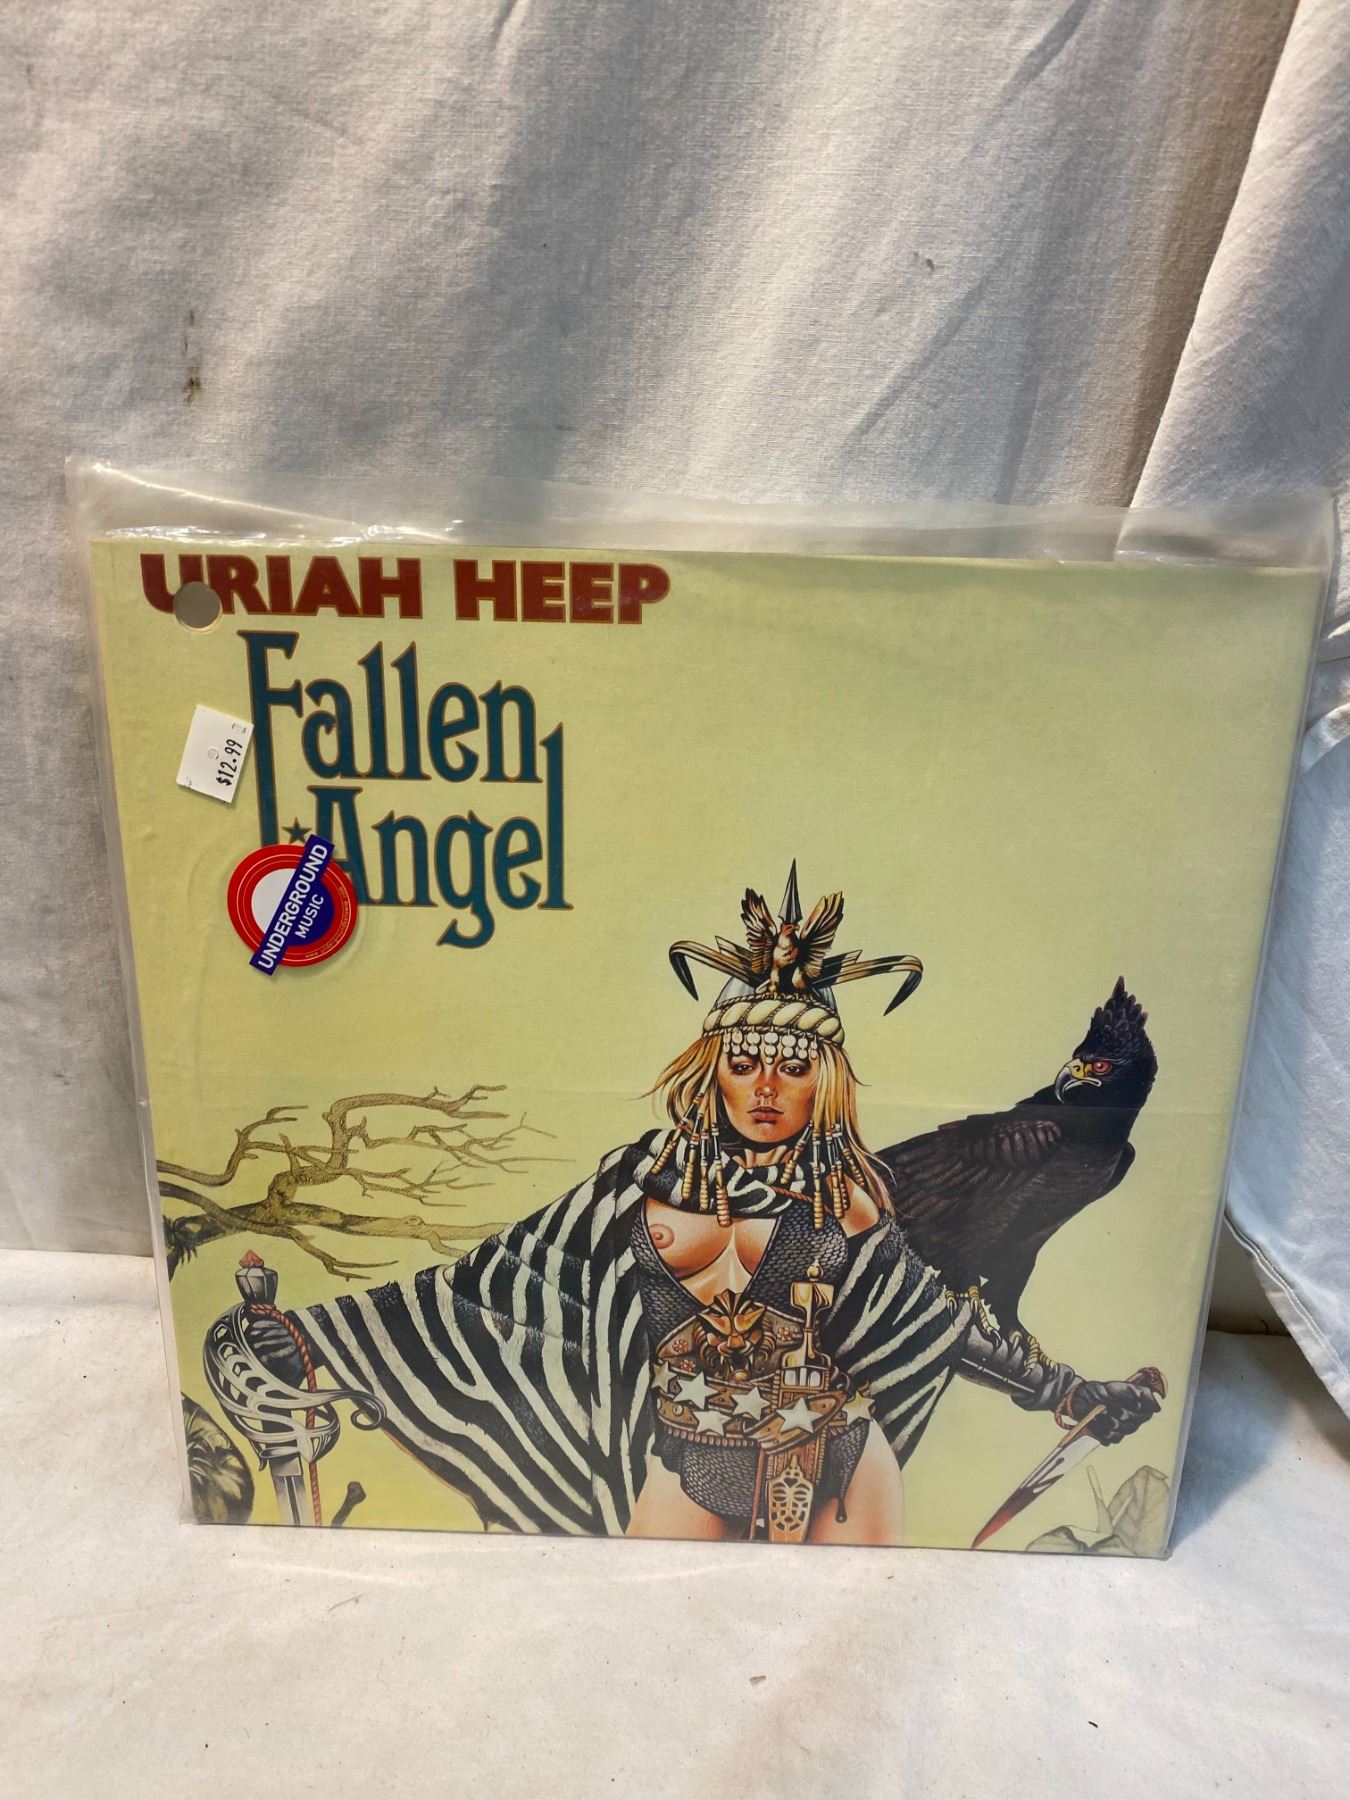 URIAH HEEP
Fallen
Angel
$12.99
UNDERGROUND
MUSIC